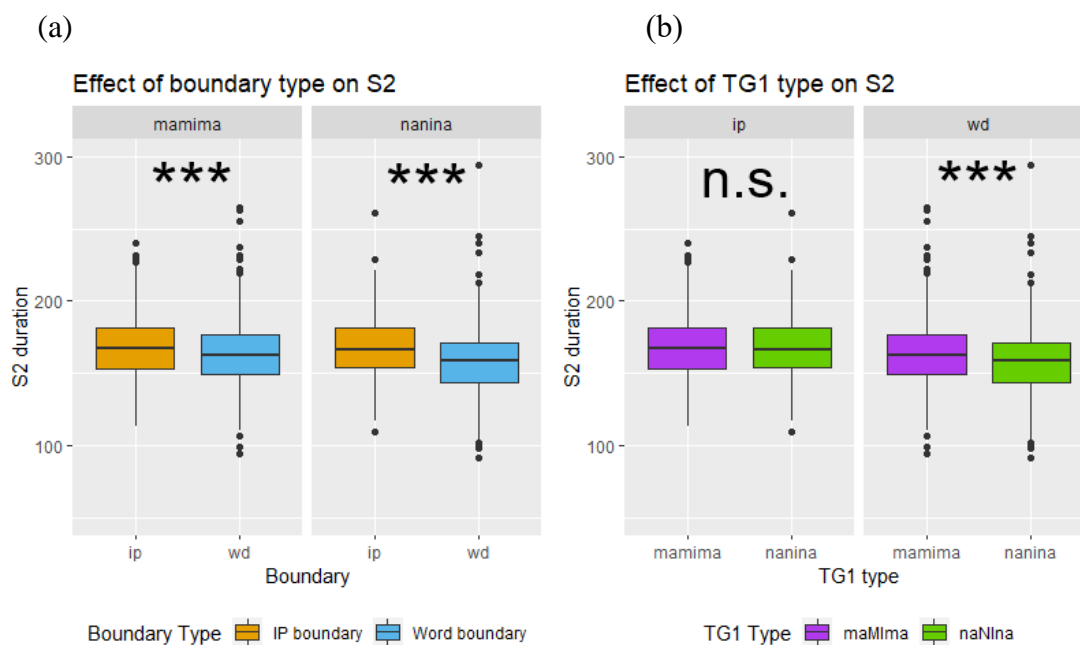 (a)
Effect of boundary type on S2
mamima nanina
*** ***
300
200
100
S2 duration
ip wd ip wd
Boundary
Boundary Type IP boundary Word boundary
(b)
Effect of TG1 type on S2
ip wd
n.s. ***
300
200
100
S2 duration
mamima nanina mamima nanina
TG1 type
TG1 Type maMIma naNIna